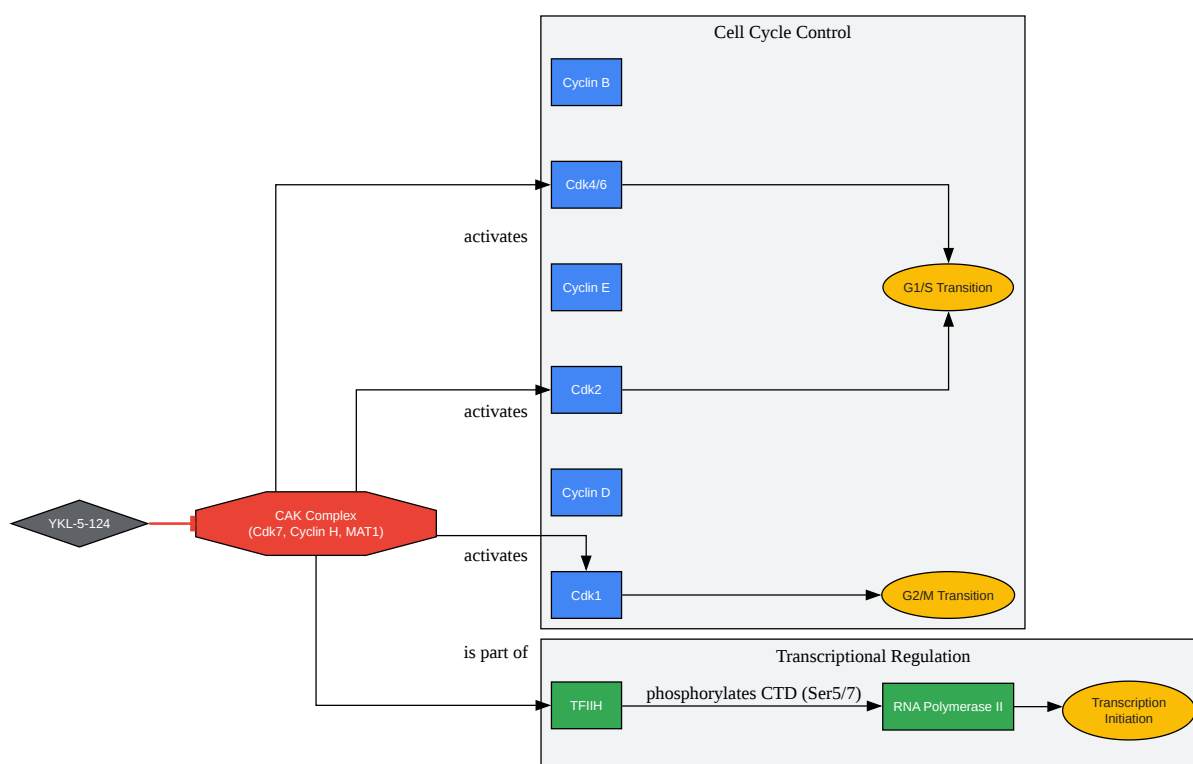 Cell Cycle Control
Cyclin B
Cdk4/6
activates
Cyclin E
G1/S Transition
Cdk2
activates
Cyclin D
YKL-5-124
CAK Complex
(Cdk7, Cyclin H, MAT1)
activates
Cdk1
G2/M Transition
is part of
Transcriptional Regulation
TFIIH
phosphorylates CTD (Ser5/7)
RNA Polymerase II
Transcription
Initiation